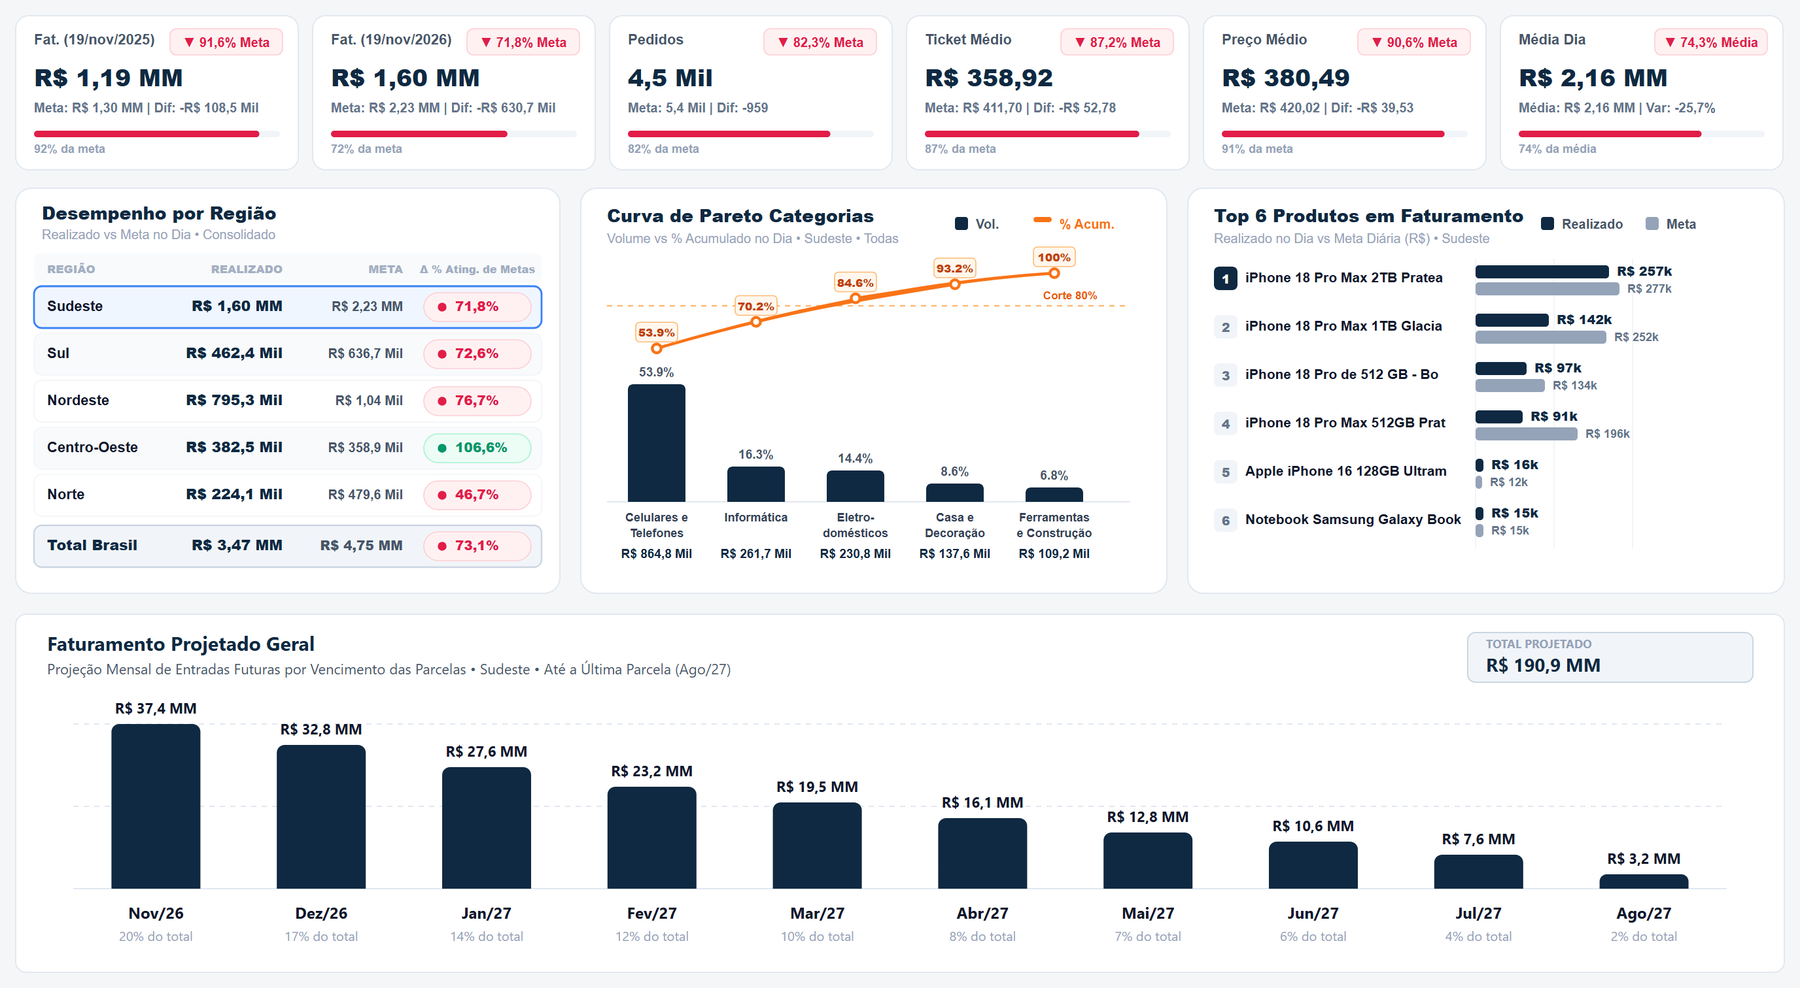 Fat. (19/nov/2025)
▼ 91,6% Meta
R$ 1,19 MM
Meta: R$ 1,30 MM | Dif: -R$ 108,5 Mil
92% da meta
Fat. (19/nov/2026)
▼ 71,8% Meta
R$ 1,60 MM
Meta: R$ 2,23 MM | Dif: -R$ 630,7 Mil
72% da meta
Pedidos
▼ 82,3% Meta
4,5 Mil
Meta: 5,4 Mil | Dif: -959
82% da meta
Ticket Médio
▼ 87,2% Meta
R$ 358,92
Meta: R$ 411,70 | Dif: -R$ 52,78
87% da meta
Preço Médio
▼ 90,6% Meta
R$ 380,49
Meta: R$ 420,02 | Dif: -R$ 39,53
91% da meta
Média Dia
▼ 74,3% Média
R$ 2,16 MM
Média: R$ 2,16 MM | Var: -25,7%
74% da média
Desempenho por Região
Realizado vs Meta no Dia • Consolidado
REGIÃO REALIZADO META Δ % Ating. de Metas
Sudeste R$ 1,60 MM R$ 2,23 MM ● 71,8%
Sul R$ 462,4 Mil R$ 636,7 Mil ● 72,6%
Nordeste R$ 795,3 Mil R$ 1,04 Mil ● 76,7%
Centro-Oeste R$ 382,5 Mil R$ 358,9 Mil ● 106,6%
Norte R$ 224,1 Mil R$ 479,6 Mil ● 46,7%
Total Brasil R$ 3,47 MM R$ 4,75 MM ● 73,1%
Curva de Pareto Categorias
Volume vs % Acumulado no Dia • Sudeste • Todas
Vol. % Acum.
53.9% 70.2% 84.6% 93.2% 100%
Corte 80%
53.9% 16.3% 14.4% 8.6% 6.8%
Celulares e Telefones
R$ 864,8 Mil
Informática
R$ 261,7 Mil
Eletro-
domésticos
R$ 230,8 Mil
Casa e
Decoração
R$ 137,6 Mil
Ferramentas
e Construção
R$ 109,2 Mil
Top 6 Produtos em Faturamento
Realizado no Dia vs Meta Diária (R$) • Sudeste
Realizado Meta
1 iPhone 18 Pro Max 2TB Pratea R$ 257k
R$ 277k
2 iPhone 18 Pro Max 1TB Glacia R$ 142k
R$ 252k
3 iPhone 18 Pro de 512 GB - Bo R$ 97k
R$ 134k
4 iPhone 18 Pro Max 512GB Prat R$ 91k
R$ 196k
5 Apple iPhone 16 128GB Ultram R$ 16k
R$ 12k
6 Notebook Samsung Galaxy Book R$ 15k
R$ 15k
Faturamento Projetado Geral
Projeção Mensal de Entradas Futuras por Vencimento das Parcelas • Sudeste • Até a Última Parcela (Ago/27)
TOTAL PROJETADO
R$ 190,9 MM
R$ 37,4 MM R$ 32,8 MM R$ 27,6 MM R$ 23,2 MM R$ 19,5 MM R$ 16,1 MM R$ 12,8 MM R$ 10,6 MM R$ 7,6 MM R$ 3,2 MM
Nov/26 Dez/26 Jan/27 Fev/27 Mar/27 Abr/27 Mai/27 Jun/27 Jul/27 Ago/27
20% do total 17% do total 14% do total 12% do total 10% do total 8% do total 7% do total 6% do total 4% do total 2% do total